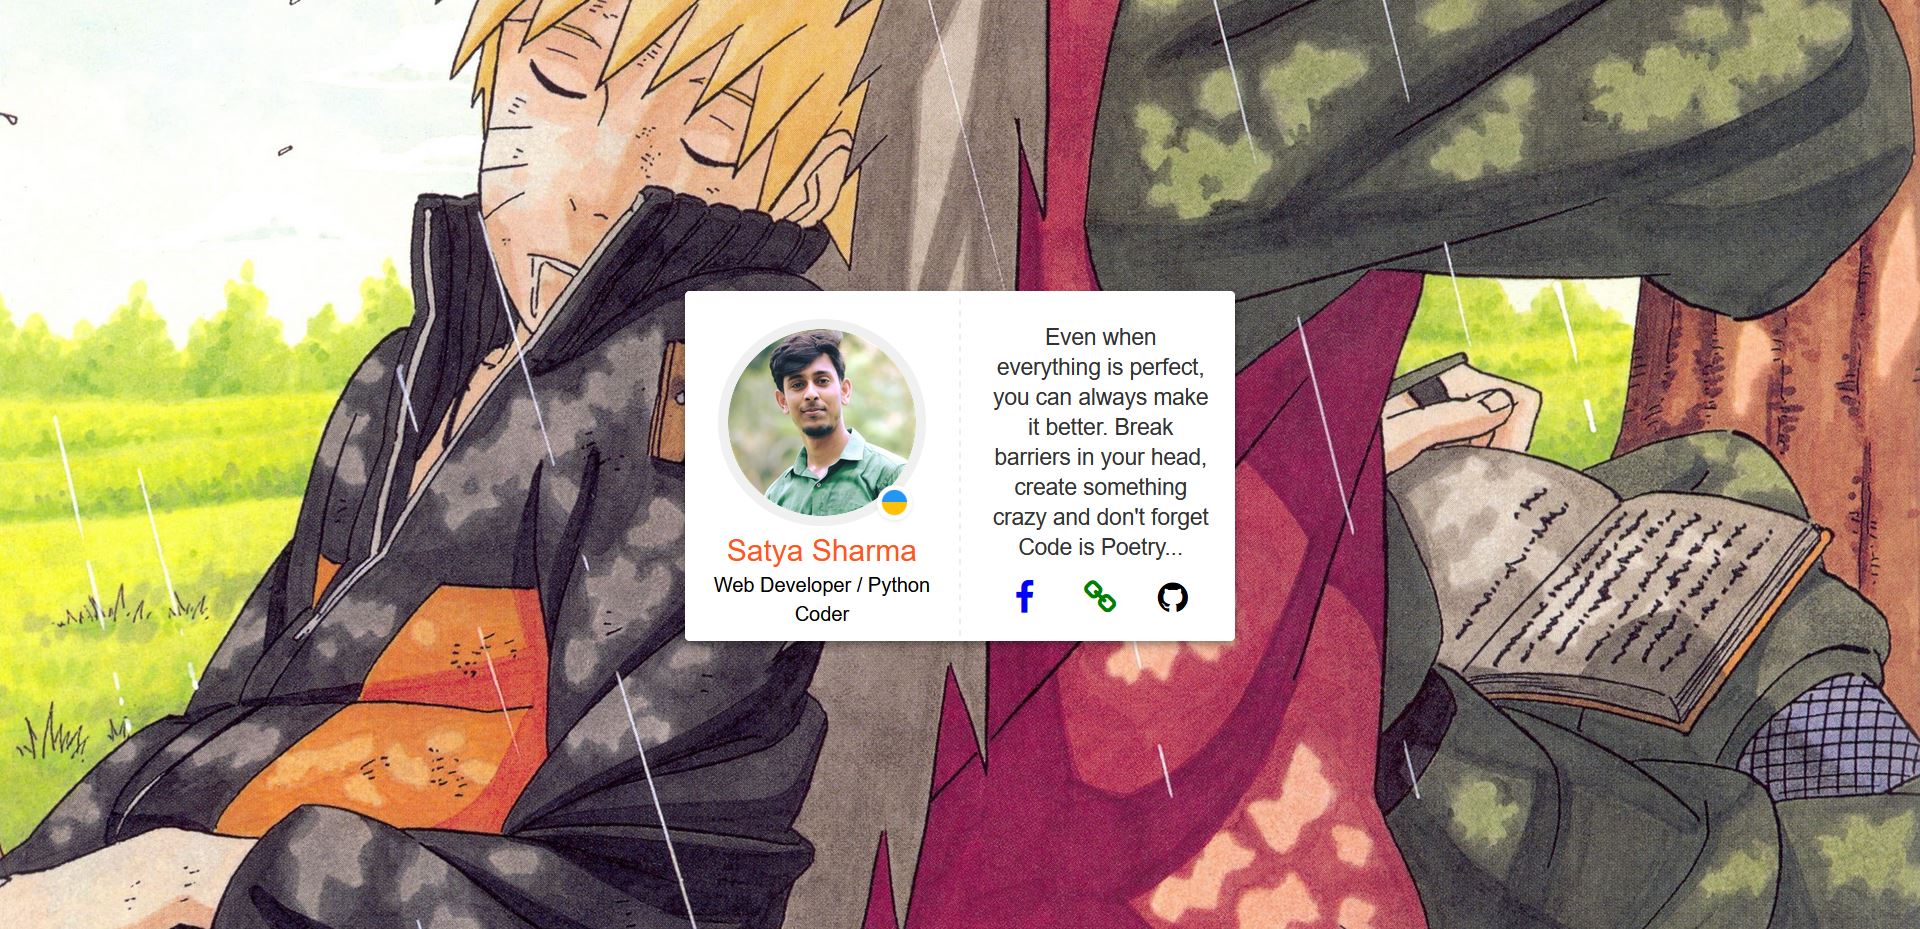 Satya Sharma
Web Developer / Python
Coder
Even when
everything is perfect,
you can always make
it better. Break
barriers in your head,
create something
crazy and don't forget
Code is Poetry...